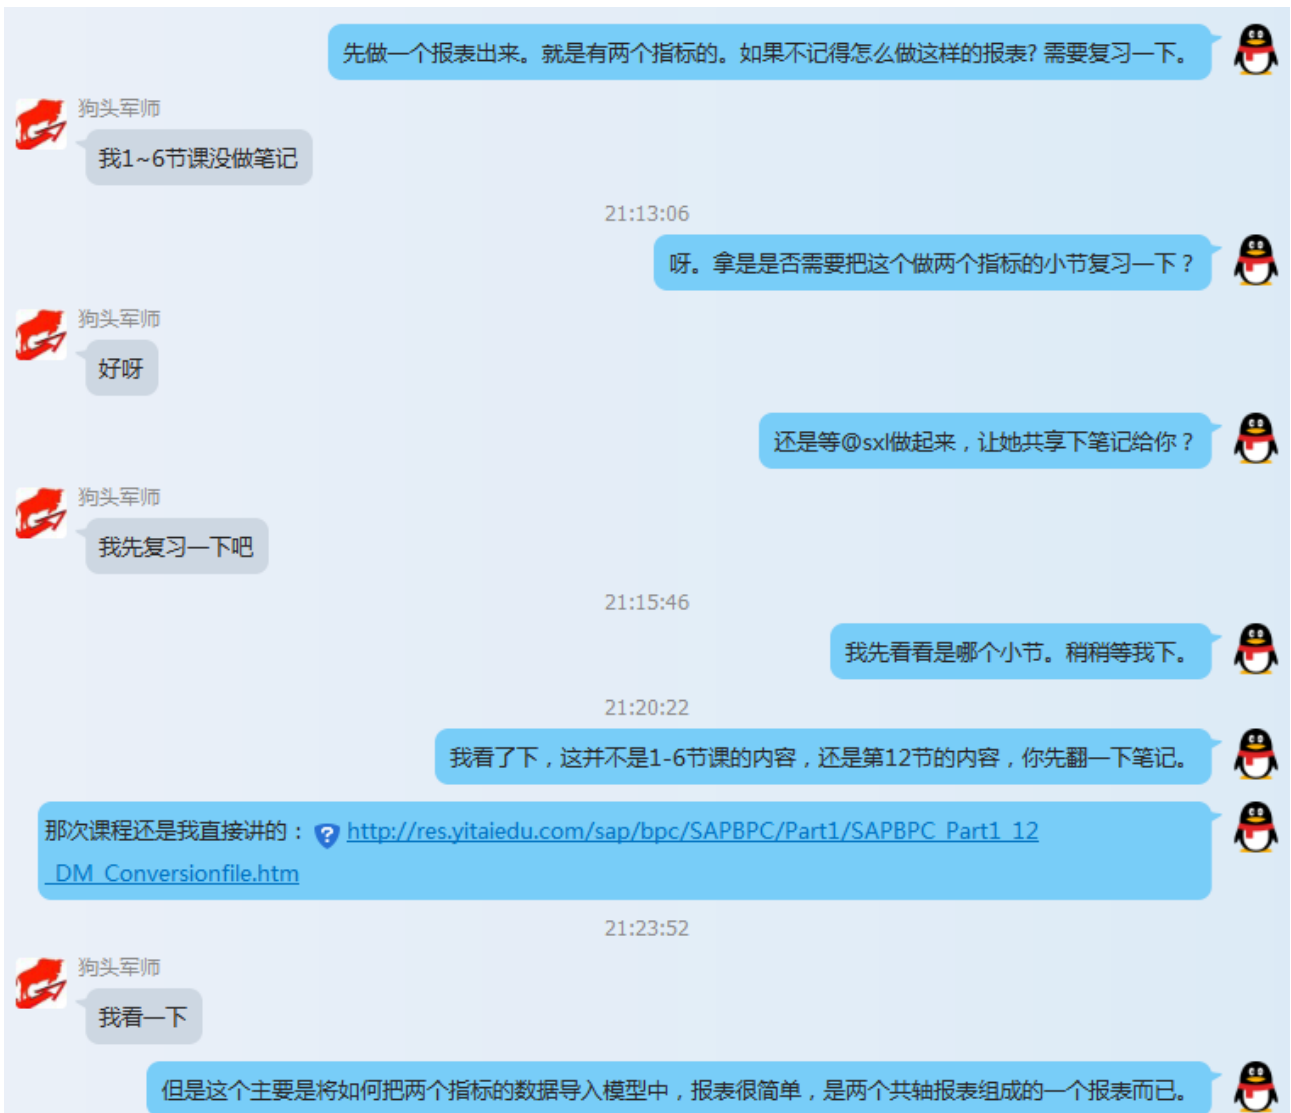 先做一个报表出来。就是有两个指标的。如果不记得怎么做这样的报表? 需要复习一下。
狗头军师
我1~6节课没做笔记
21:13:06
呀。拿是是否需要把这个做两个指标的小节复习一下？
狗头军师
好呀
还是等@sxl做起来，让她共享下笔记给你？
狗头军师
我先复习一下吧
21:15:46
我先看看是哪个小节。稍稍等我下。
21:20:22
我看了下，这并不是1-6节课的内容，还是第12节的内容，你先翻一下笔记。
那次课程还是我直接讲的： http://res.yitaiedu.com/sap/bpc/SAPBPC/Part1/SAPBPC_Part1_12
_DM_Conversionfile.htm
21:23:52
狗头军师
我看一下
但是这个主要是将如何把两个指标的数据导入模型中，报表很简单，是两个共轴报表组成的一个报表而已。